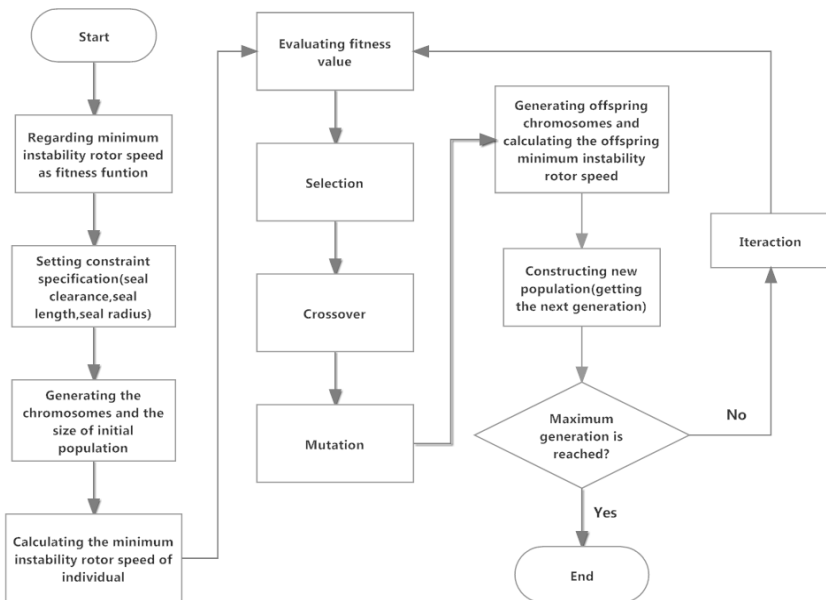 Start
Regarding minimum
instability rotor speed
as fitness funtion
Setting constraint
specification(seal
clearance,seal
length,seal radius)
Generating the
chromosomes and the
size of initial
population
Calculating the minimum
instability rotor speed of
individual
Evaluating fitness
value
Selection
Crossover
Mutation
Generating offspring
chromosomes and
calculating the offspring
minimum instability
rotor speed
Constructing new
population(getting
the next generation)
Maximum
generation is
reached?
No
Yes
Iteraction
End